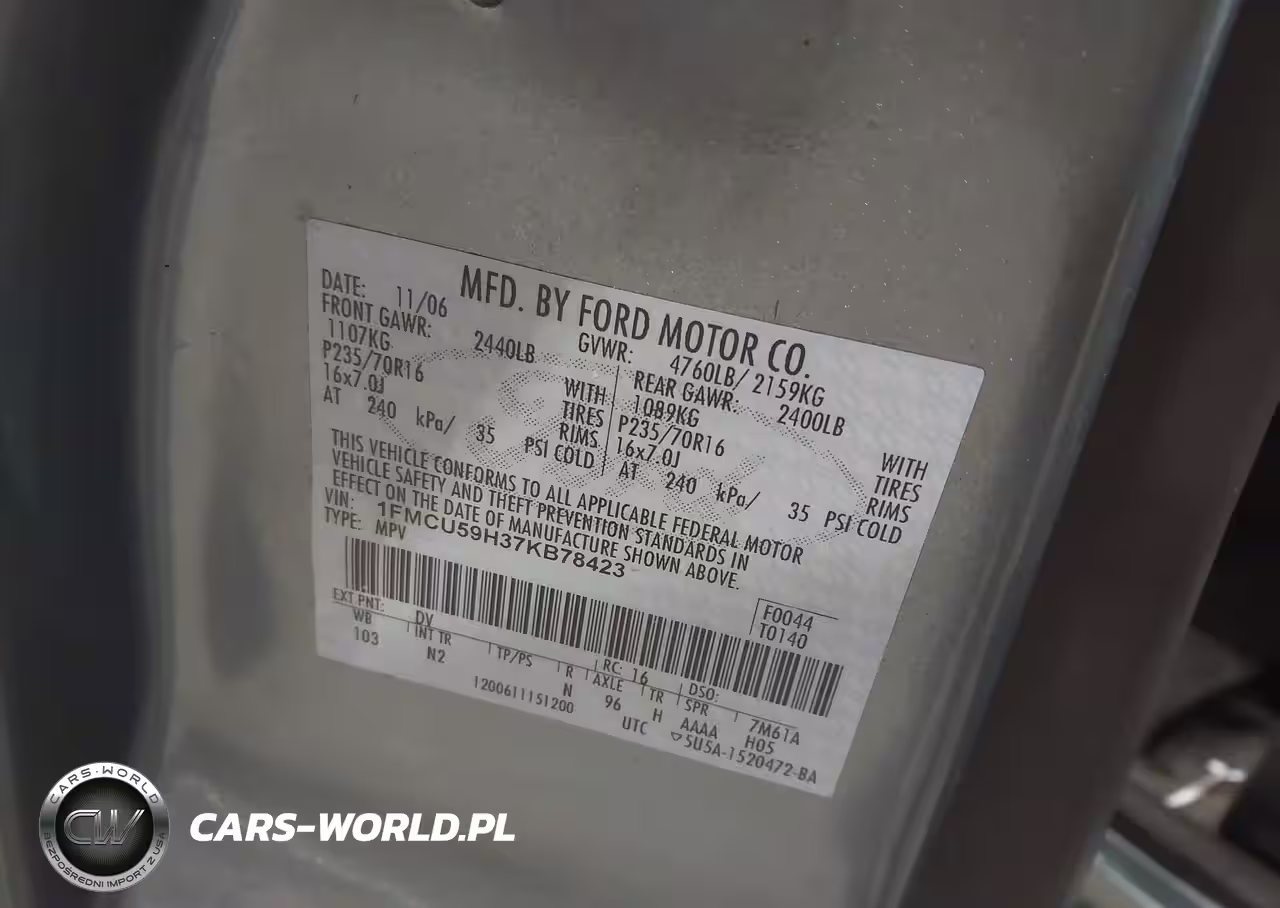 MFD. BY FORD MOTOR CO.
DATE: 11/06 GVWR: 4760LB/ 2159KG
FRONT GAWR: 2440LB REAR GAWR: 2400LB
1107KG WITH 1089KG WITH
P235/70R16 TIRES P235/70R16 TIRES
16x7.0J RIMS 16x7.0J RIMS
AT 240 kPa/ 35 PSI COLD AT 240 kPa/ 35 PSI COLD
THIS VEHICLE CONFORMS TO ALL APPLICABLE FEDERAL MOTOR
VEHICLE SAFETY AND THEFT PREVENTION STANDARDS IN
EFFECT ON THE DATE OF MANUFACTURE SHOWN ABOVE.
VIN: 1FMCU59H37KB78423
TYPE: MPV
F0044
T0140
EXT PNT: DV RC: 16 DSO:
WB INT TR TP/PS R AXLE TR SPR 7M61A
103 N2 N 96 H AAAA H05
1200611151200 UTC ▽5U5A-1520472-BA
CARS-WORLD
CW
BEZPOŚREDNI IMPORT Z USA
CARS-WORLD.PL